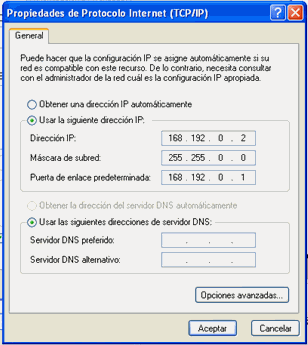 Propiedades de Protocolo Internet (TCP/IP)
General
Puede hacer que la configuración IP se asigne automáticamente si su
red es compatible con este recurso. De lo contrario, necesita consultar
con el administrador de la red cuál es la configuración IP apropiada.
Obtener una dirección IP automáticamente
Usar la siguiente dirección IP:
Dirección IP: 168 . 192 . 0 . 2
Máscara de subred: 255 . 255 . 0 . 0
Puerta de enlace predeterminada: 168 . 192 . 0 . 1
Obtener la dirección del servidor DNS automáticamente
Usar las siguientes direcciones de servidor DNS:
Servidor DNS preferido: . . .
Servidor DNS alternativo: . . .
Opciones avanzadas...
Aceptar Cancelar